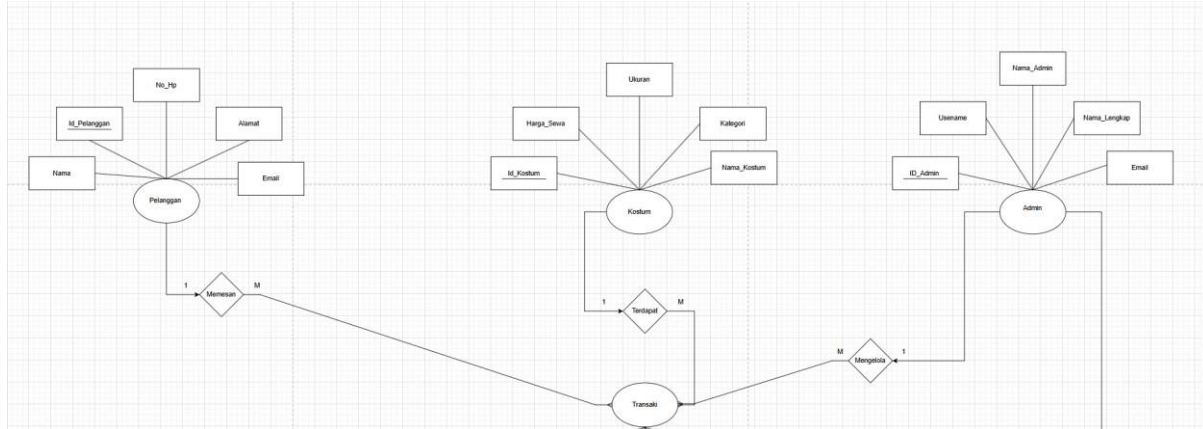 No_Hp
Id_Pelanggan
Alamat
Nama
Email
Pelanggan
1
Memesan
M
Ukuran
Harga_Sewa
Kategori
Id_Kostum
Nama_Kostum
Kostum
1
Terdapat
M
Nama_Admin
Usename
Nama_Lengkap
ID_Admin
Email
Admin
M
Mengelola
1
Transaki